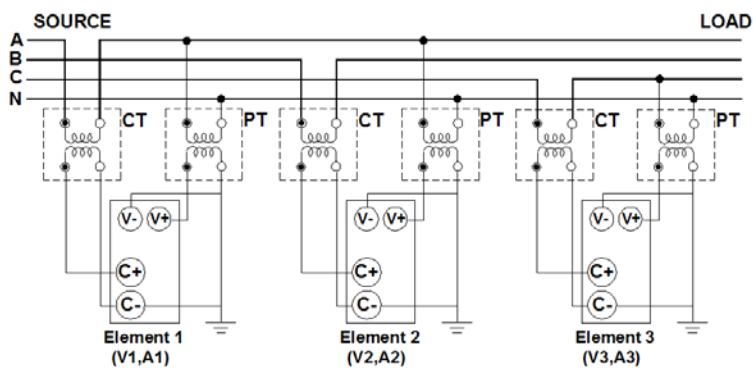 SOURCE LOAD
A
B
C
N
CT PT CT PT CT PT
V- V+ V- V+ V- V+
C+ C+ C+
C- C- C-
Element 1 Element 2 Element 3
(V1,A1) (V2,A2) (V3,A3)